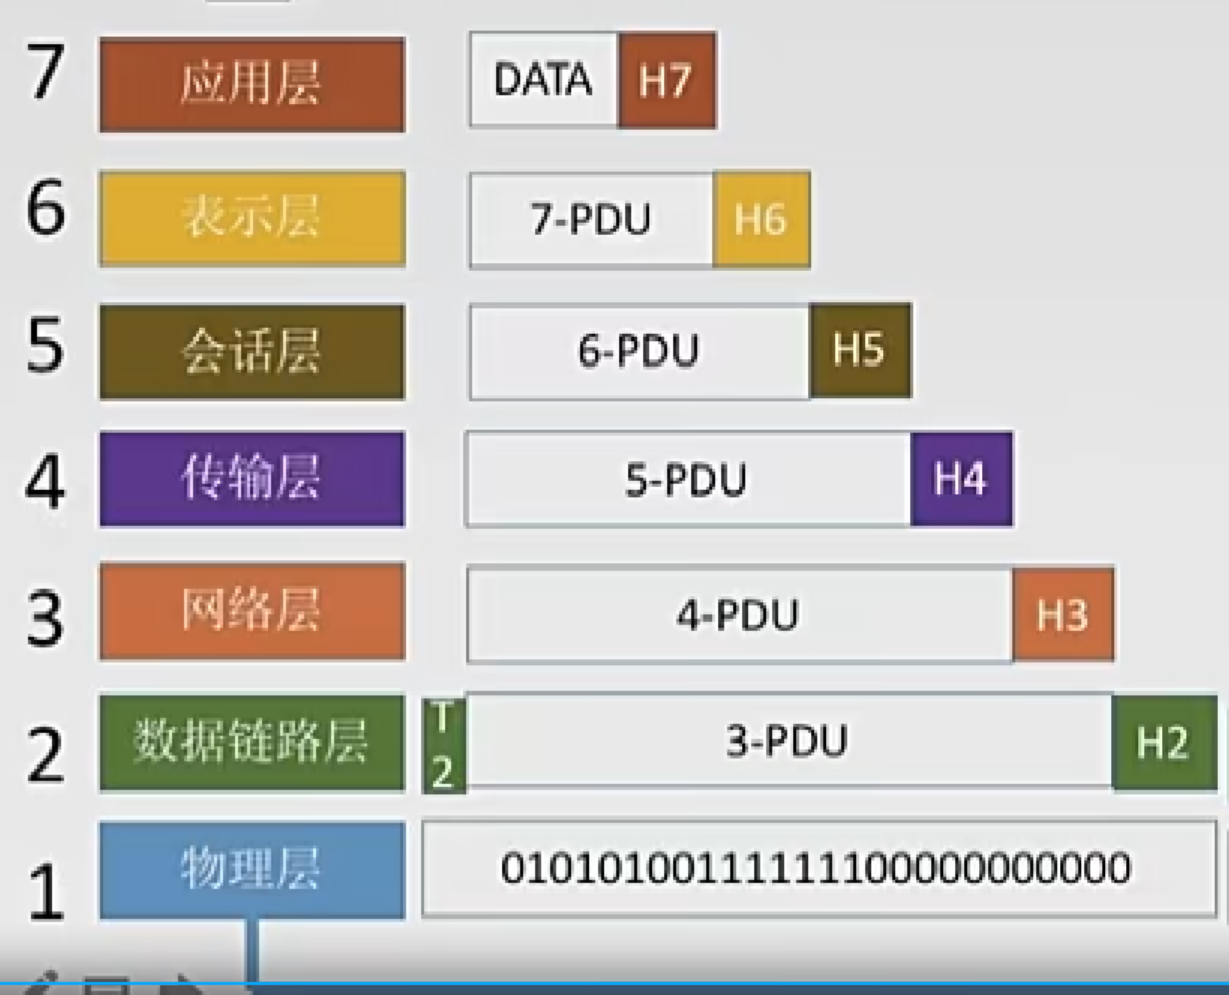 7 应用层 DATA H7
6 表示层 7-PDU H6
5 会话层 6-PDU H5
4 传输层 5-PDU H4
3 网络层 4-PDU H3
2 数据链路层 T2 3-PDU H2
1 物理层 01010100111111100000000000